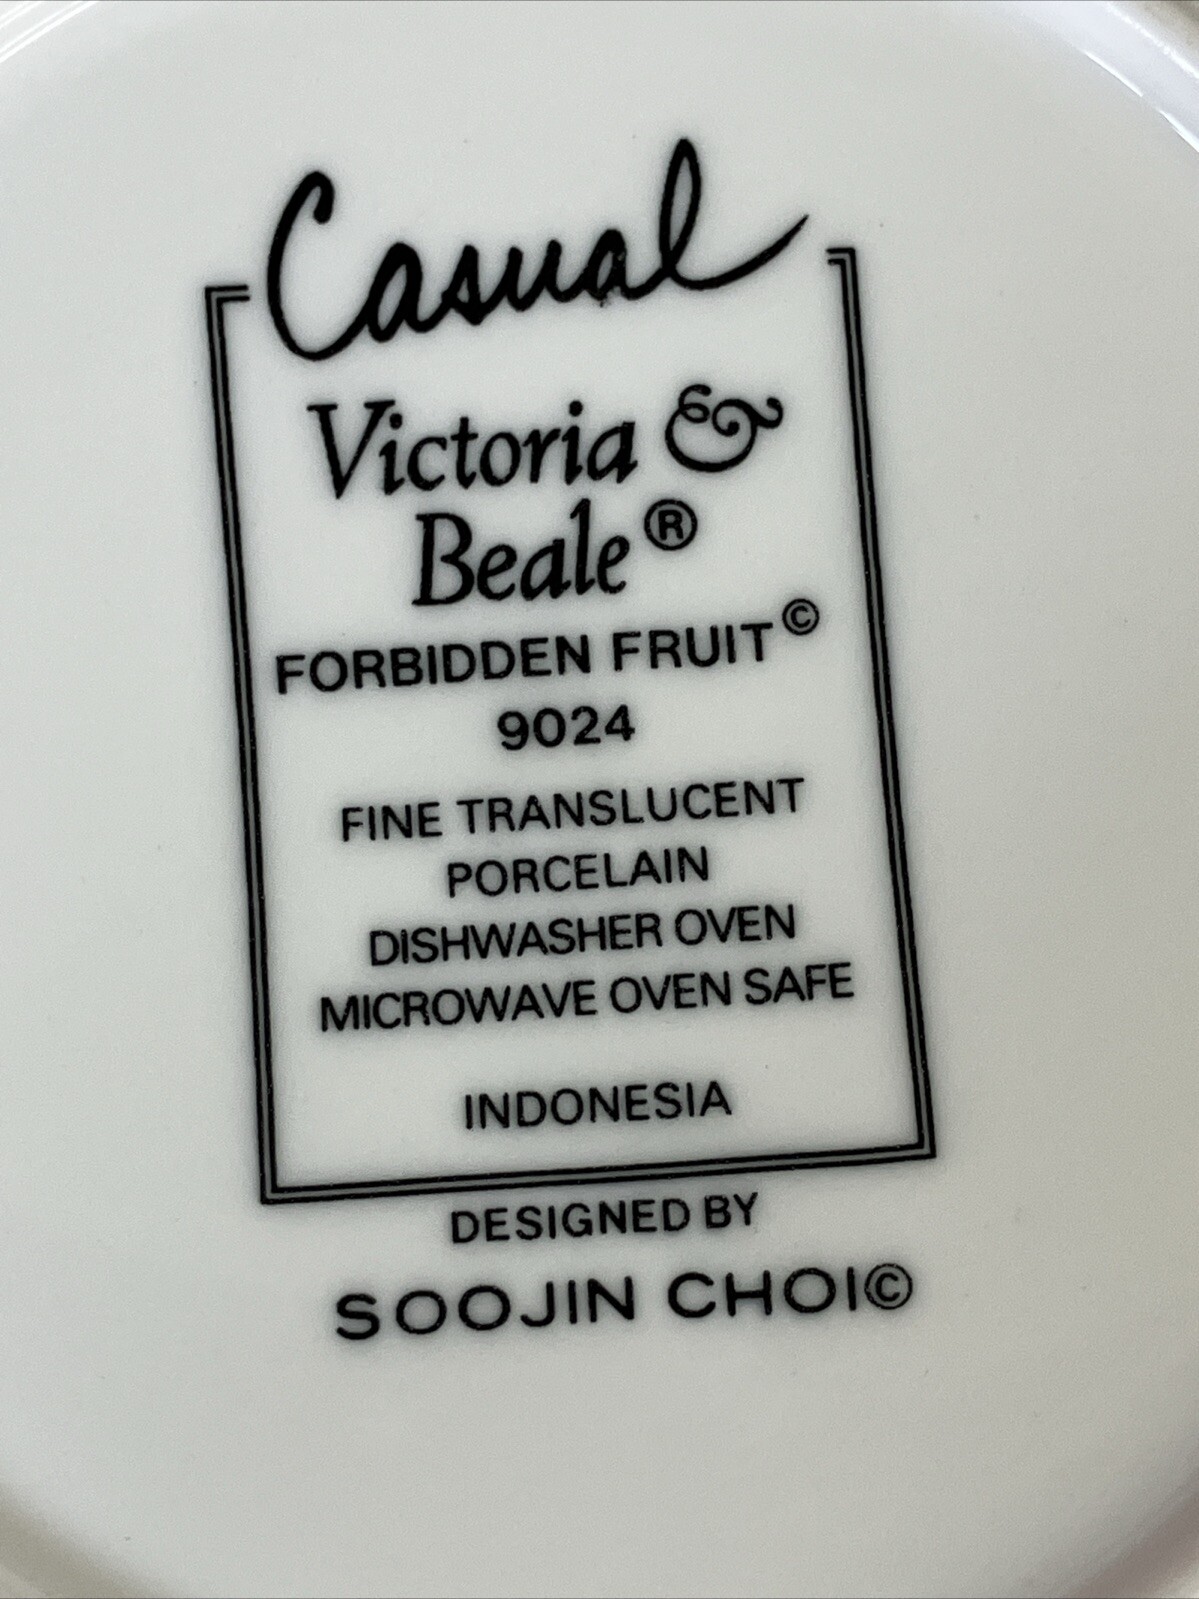 Casual
Victoria &
Beale®
FORBIDDEN FRUIT©
9024
FINE TRANSLUCENT
PORCELAIN
DISHWASHER OVEN
MICROWAVE OVEN SAFE
INDONESIA
DESIGNED BY
SOOJIN CHOI©